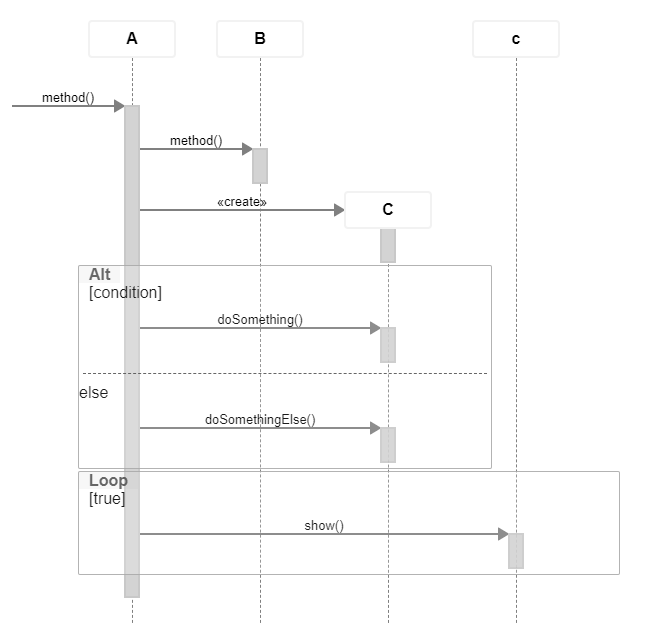 A
B
c
method()
method()
«create»
C
Alt
[condition]
doSomething()
else
doSomethingElse()
Loop
[true]
show()